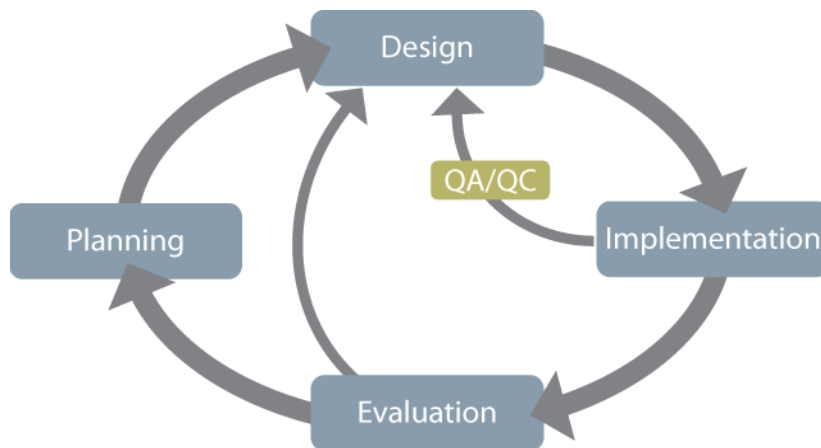 Design
QA/QC
Planning
Implementation
Evaluation